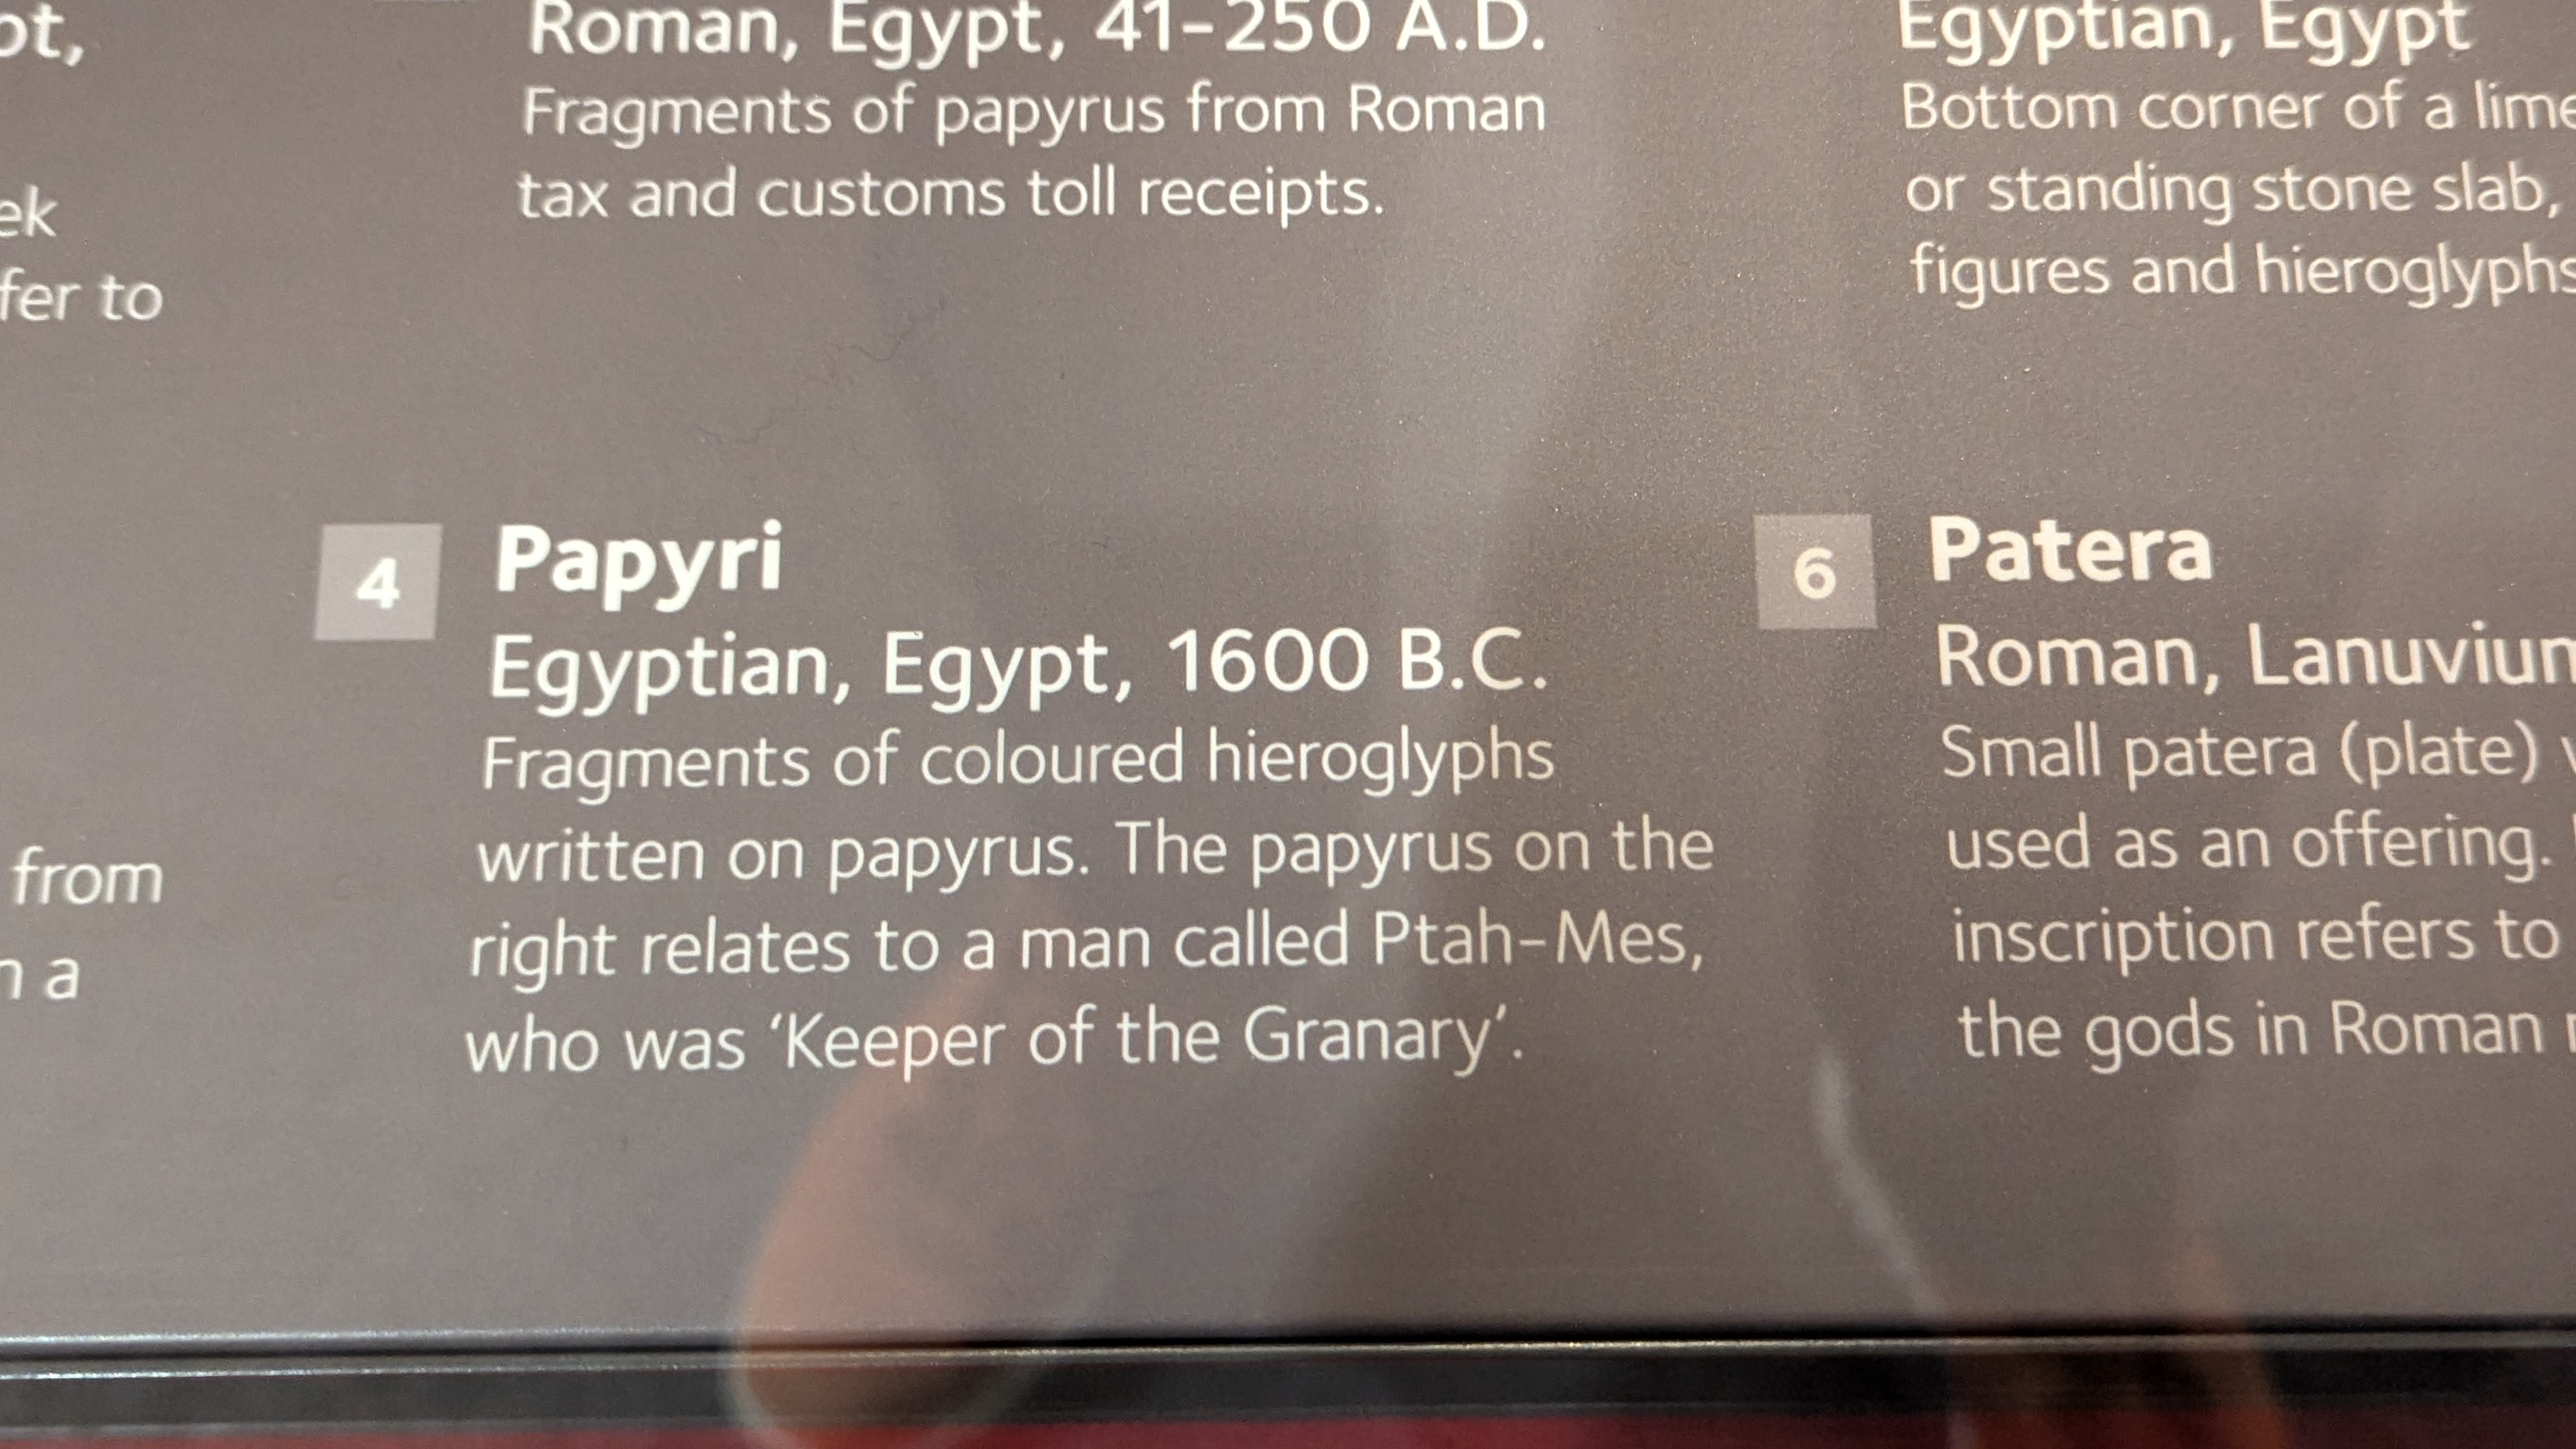 ek
fer to
from
a
Roman, Egypt, 41-250 A.D.
Fragments of papyrus from Roman
tax and customs toll receipts.
4
Papyri
Egyptian, Egypt, 1600 B.C.
Fragments of coloured hieroglyphs
written on papyrus. The papyrus on the
right relates to a man called Ptah-Mes,
who was ‘Keeper of the Granary’.
Egyptian, Egypt
Bottom corner of a lime
or standing stone slab,
figures and hieroglyphs
6
Patera
Roman, Lanuvium
Small patera (plate)
used as an offering.
inscription refers to
the gods in Roman